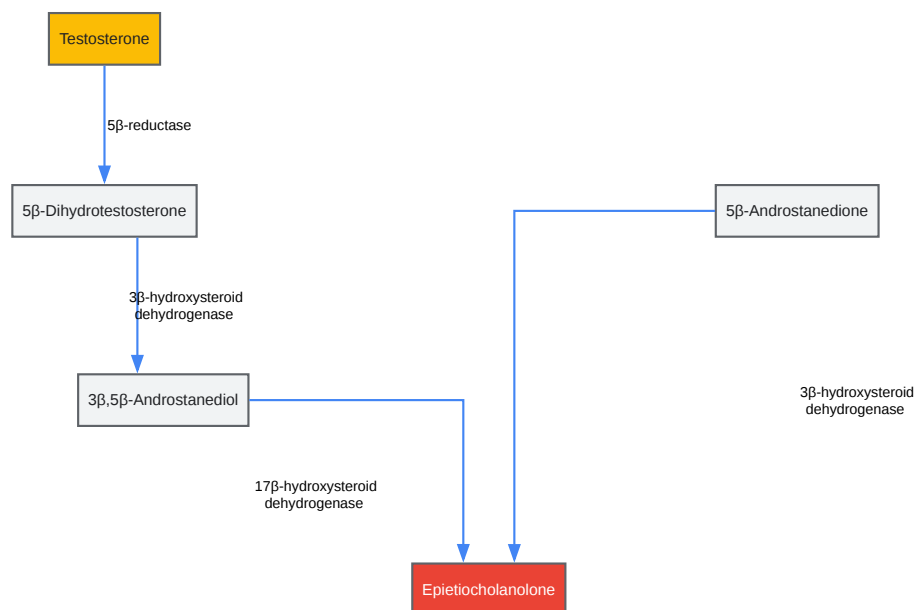 Testosterone
5β-reductase
5β-Dihydrotestosterone
5β-Androstanedione
3β-hydroxysteroid
dehydrogenase
3β,5β-Androstanediol
3β-hydroxysteroid
dehydrogenase
17β-hydroxysteroid
dehydrogenase
Epietiocholanolone